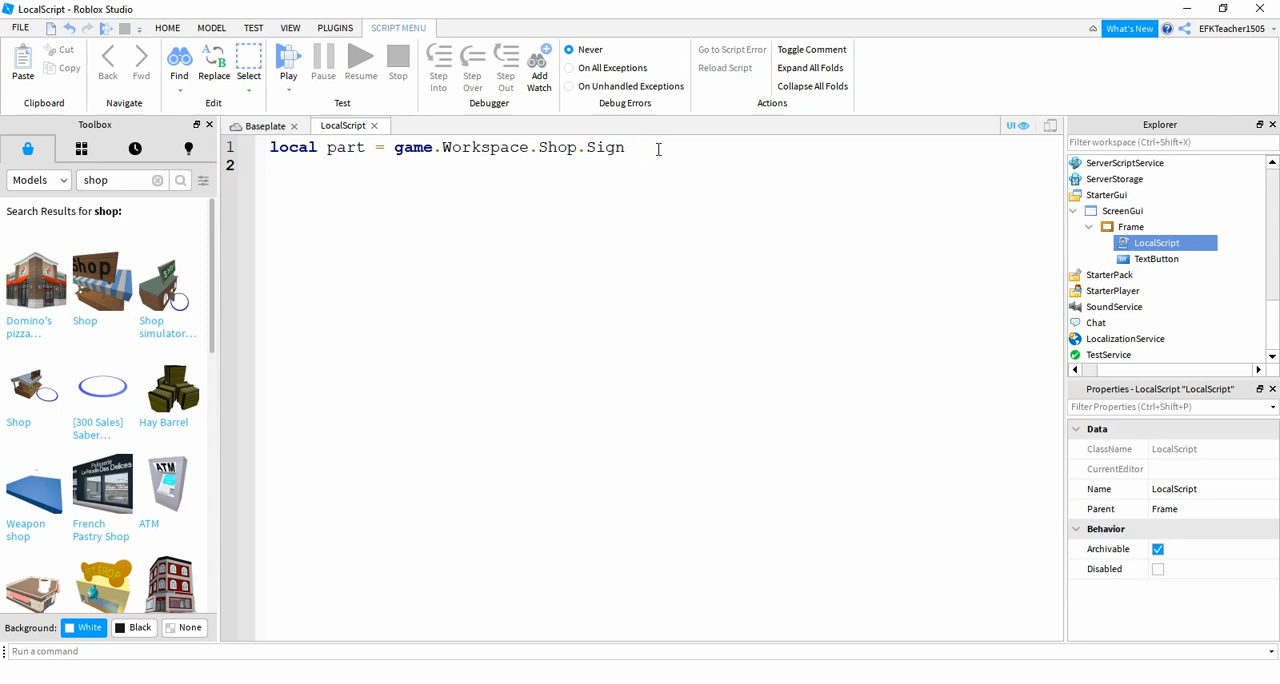 LocalScript - Roblox Studio
FILE HOME MODEL TEST VIEW PLUGINS SCRIPT MENU What's New EFKTeacher1505
Paste Cut Copy
Clipboard
Back Fwd
Navigate
Find Replace Select
Edit
Play Pause Resume Stop
Test
Step Into Step Over Step Out Add Watch
Debugger
Never
On All Exceptions
On Unhandled Exceptions
Debug Errors
Go to Script Error Toggle Comment
Reload Script Expand All Folds
Collapse All Folds
Actions
Toolbox
Models shop
Search Results for shop:
Domino's pizza...
Shop
Shop simulator...
Shop
[300 Sales] Saber...
Hay Barrel
Weapon shop
French Pastry Shop
ATM
Background: White Black None
Baseplate LocalScript UI
1 local part = game.Workspace.Shop.Sign
2
Explorer
Filter workspace (Ctrl+Shift+X)
ServerScriptService
ServerStorage
StarterGui
ScreenGui
Frame
LocalScript
TextButton
StarterPack
StarterPlayer
SoundService
Chat
LocalizationService
TestService
Properties - LocalScript "LocalScript"
Filter Properties (Ctrl+Shift+P)
Data
ClassName LocalScript
CurrentEditor
Name LocalScript
Parent Frame
Behavior
Archivable
Disabled
Run a command